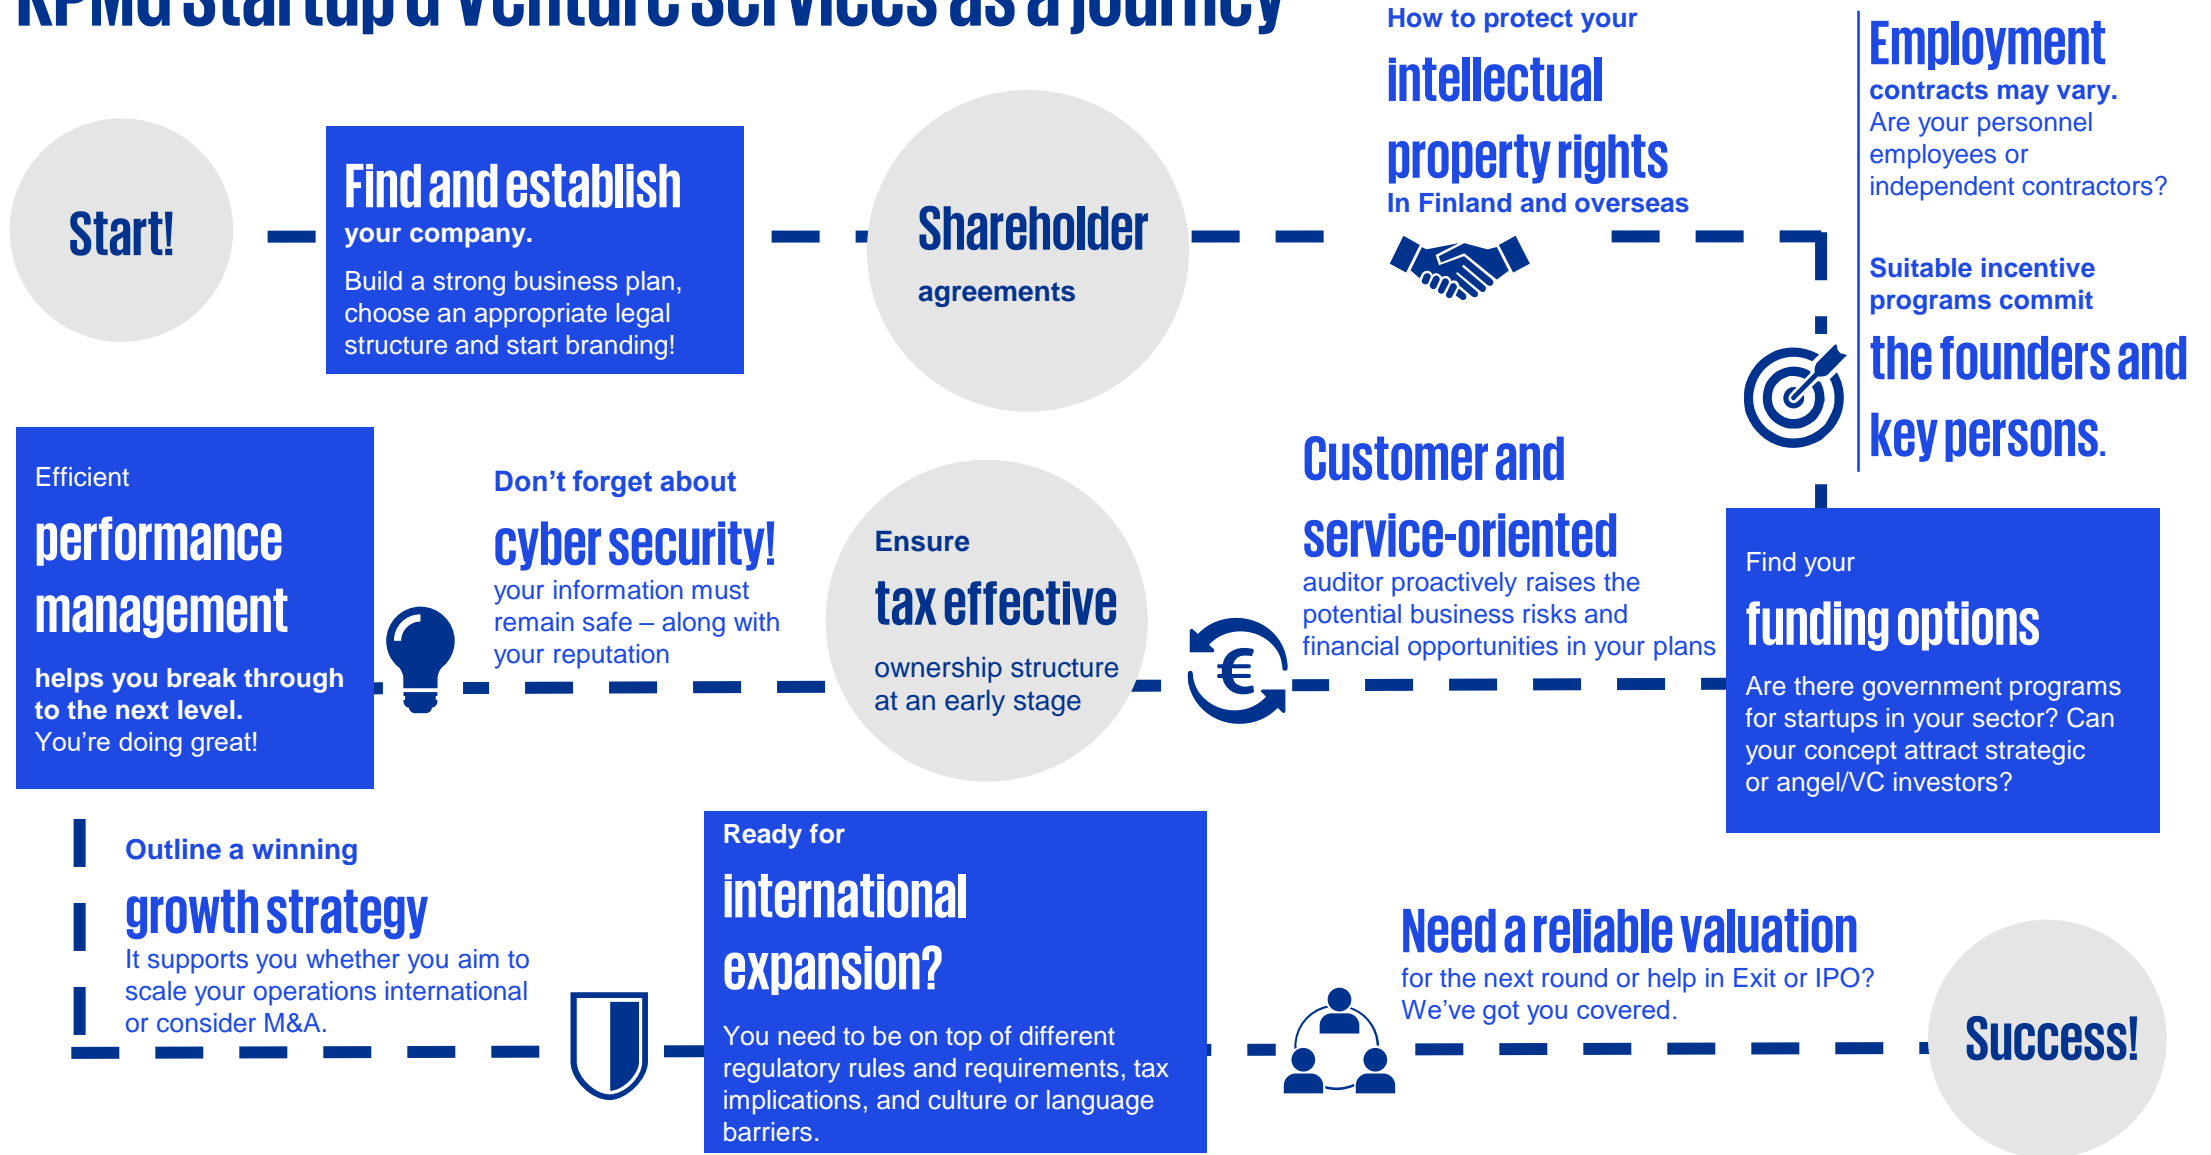 KPMG Startup & Venture Services as a journey
How to protect your
intellectual
property rights
In Finland and overseas
Employment
contracts may vary.
Are your personnel
employees or
independent contractors?
Suitable incentive
programs commit
the founders and
key persons.
Start!
Find and establish
your company.
Build a strong business plan,
choose an appropriate legal
structure and start branding!
Shareholder
agreements
Find your
funding options
Are there government programs
for startups in your sector? Can
your concept attract strategic
or angel/VC investors?
Customer and
service-oriented
auditor proactively raises the
potential business risks and
financial opportunities in your plans
€
Ensure
tax effective
ownership structure
at an early stage
Don't forget about
cyber security!
your information must
remain safe – along with
your reputation
Efficient
performance
management
helps you break through
to the next level.
You're doing great!
Outline a winning
growth strategy
It supports you whether you aim to
scale your operations international
or consider M&A.
Ready for
international
expansion?
You need to be on top of different
regulatory rules and requirements, tax
implications, and culture or language
barriers.
Need a reliable valuation
for the next round or help in Exit or IPO?
We've got you covered.
Success!